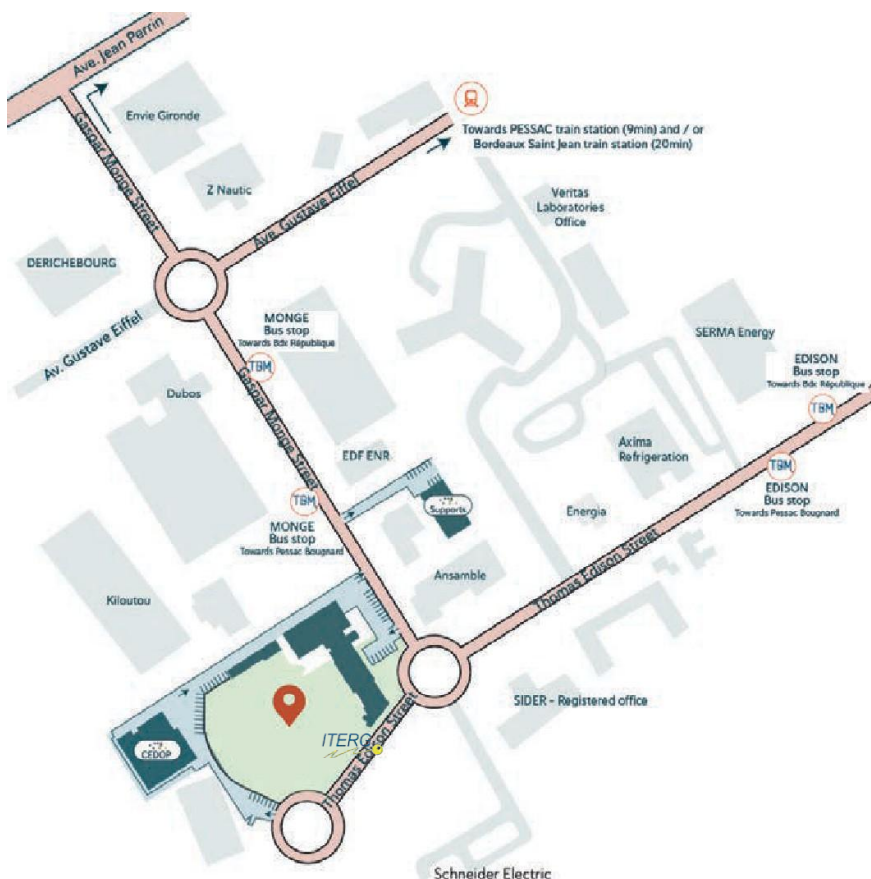 Ave. Jean Perrin
Envie Gironde
Gaspar Monge Street
Towards PESSAC train station (9min) and / or
Bordeaux Saint Jean train station (20min)
Z Nautic
Ave. Gustave Eiffel
Veritas
Laboratories
Office
DERICHEBOURG
Av. Gustave Eiffel
MONGE
Bus stop
Towards Bdx République
TBM
Gaspar Monge Street
SERMA Energy
EDISON
Bus stop
Towards Bdx République
TBM
Dubos
EDF ENR
Axima
Refrigeration
TBM
EDISON
Bus stop
Towards Pessac Bougnard
TBM
MONGE
Bus stop
Towards Pessac Bougnard
Supports
Energia
Thomas Edison Street
Ansamble
Kiloutou
SIDER - Registered office
ITERG
CEDOP
Thomas Edison Street
Schneider Electric